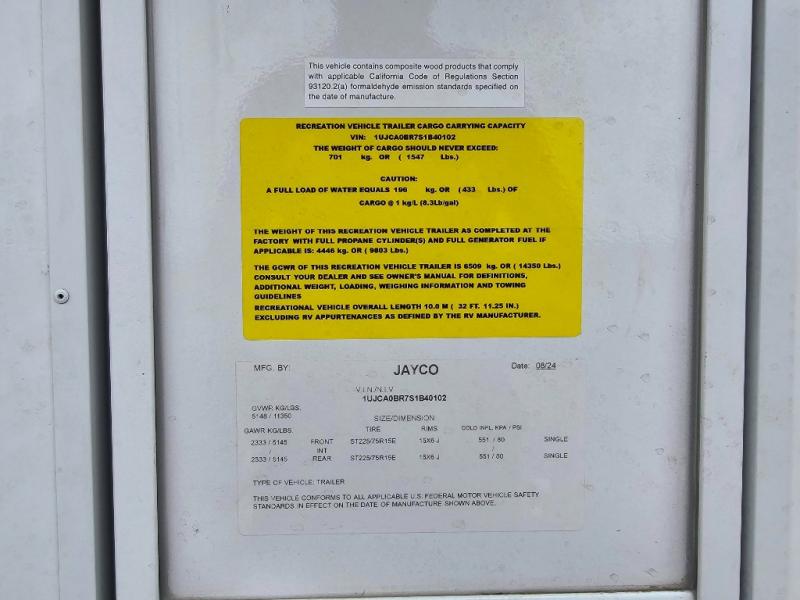 This vehicle contains composite wood products that comply
with applicable California Code of Regulations Section
93120.2(a) formaldehyde emission standards specified on
the date of manufacture.
RECREATION VEHICLE TRAILER CARGO CARRYING CAPACITY
VIN: 1UJCA0BR7S1B40102
THE WEIGHT OF CARGO SHOULD NEVER EXCEED:
701 kg. OR ( 1547 Lbs.)
CAUTION:
A FULL LOAD OF WATER EQUALS 196 kg. OR ( 433 Lbs.) OF
CARGO @ 1 kg/L (8.3Lb/gal)
THE WEIGHT OF THIS RECREATION VEHICLE TRAILER AS COMPLETED AT THE
FACTORY WITH FULL PROPANE CYLINDER(S) AND FULL GENERATOR FUEL IF
APPLICABLE IS: 4446 kg. OR ( 9803 Lbs.)
THE GCWR OF THIS RECREATION VEHICLE TRAILER IS 6509 kg. OR ( 14350 Lbs.)
CONSULT YOUR DEALER AND SEE OWNER'S MANUAL FOR DEFINITIONS,
ADDITIONAL WEIGHT, LOADING, WEIGHING INFORMATION AND TOWING
GUIDELINES
RECREATIONAL VEHICLE OVERALL LENGTH 10.0 M ( 32 FT. 11.25 IN.)
EXCLUDING RV APPURTENANCES AS DEFINED BY THE RV MANUFACTURER.
MFG. BY: JAYCO Date: 08/24
V.I.N./N.I.V
1UJCA0BR7S1B40102
GVWR KG/LBS.
5148 / 11350
SIZE/DIMENSION
GAWR KG/LBS. TIRE RIMS COLD INFL. KPA / PSI
2333 / 5145 FRONT ST225/75R15E 15X6 J 551 / 80 SINGLE
/ INT /
2333 / 5145 REAR ST225/75R15E 15X6 J 551 / 80 SINGLE
TYPE OF VEHICLE: TRAILER
THIS VEHICLE CONFORMS TO ALL APPLICABLE U.S. FEDERAL MOTOR VEHICLE SAFETY
STANDARDS IN EFFECT ON THE DATE OF MANUFACTURE SHOWN ABOVE.